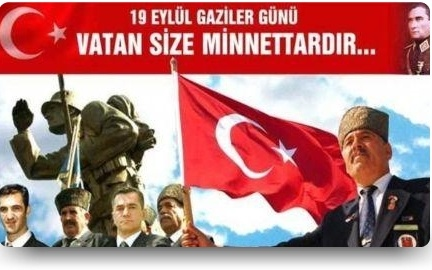 19 EYLÜL GAZİLER GÜNÜ
VATAN SİZE MİNNETTARDIR...